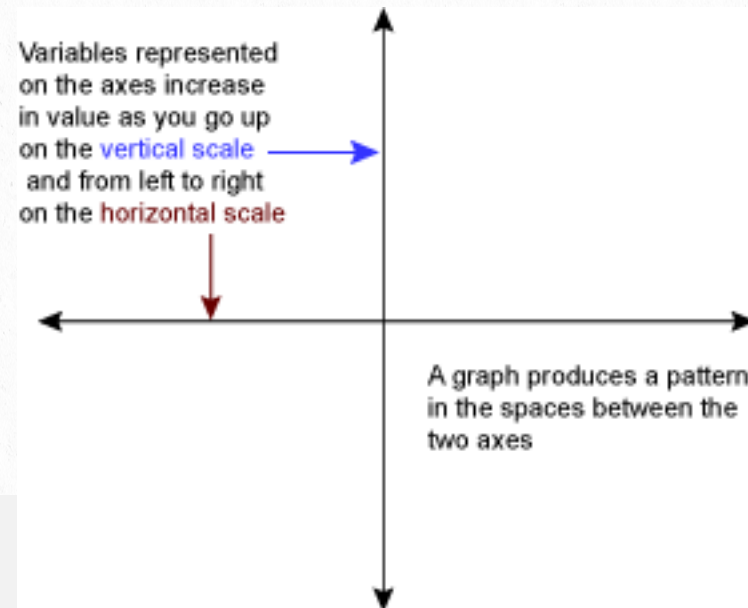 Variables represented
on the axes increase
in value as you go up
on the vertical scale
and from left to right
on the horizontal scale
A graph produces a pattern
in the spaces between the
two axes